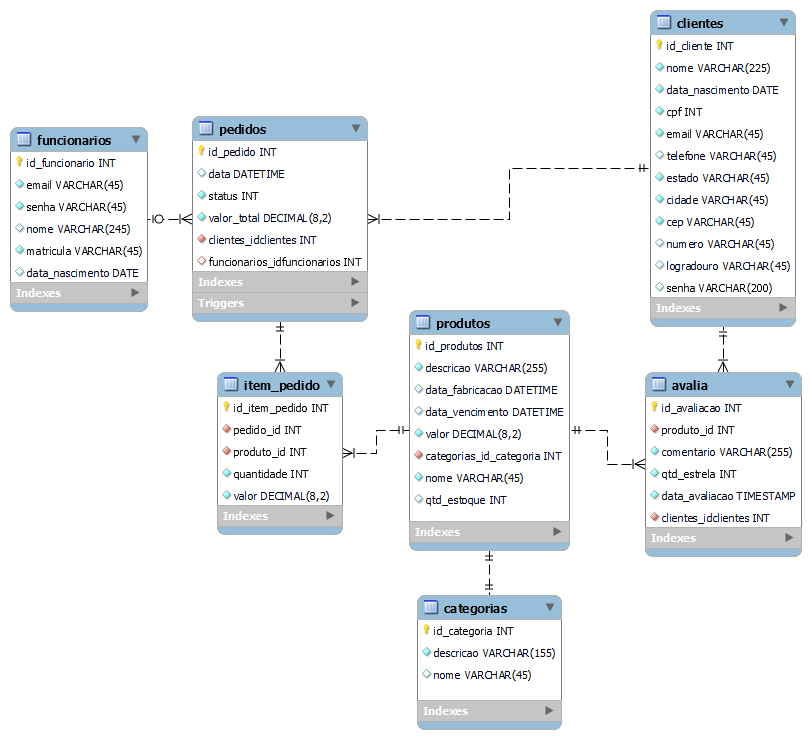 clientes
id_cliente INT
nome VARCHAR(225)
data_nascimento DATE
cpf INT
email VARCHAR(45)
telefone VARCHAR(45)
estado VARCHAR(45)
cidade VARCHAR(45)
cep VARCHAR(45)
numero VARCHAR(45)
logradouro VARCHAR(45)
senha VARCHAR(200)
Indexes
funcionarios
id_funcionario INT
email VARCHAR(45)
senha VARCHAR(45)
nome VARCHAR(245)
matricula VARCHAR(45)
data_nascimento DATE
Indexes
pedidos
id_pedido INT
data DATETIME
status INT
valor_total DECIMAL(8,2)
clientes_idclientes INT
funcionarios_idfuncionarios INT
Indexes
Triggers
produtos
id_produtos INT
descricao VARCHAR(255)
data_fabricacao DATETIME
data_vencimento DATETIME
valor DECIMAL(8,2)
categorias_id_categoria INT
nome VARCHAR(45)
qtd_estoque INT
Indexes
item_pedido
id_item_pedido INT
pedido_id INT
produto_id INT
quantidade INT
valor DECIMAL(8,2)
Indexes
avalia
id_avaliacao INT
produto_id INT
comentario VARCHAR(255)
qtd_estrela INT
data_avaliacao TIMESTAMP
clientes_idclientes INT
Indexes
categorias
id_categoria INT
descricao VARCHAR(155)
nome VARCHAR(45)
Indexes